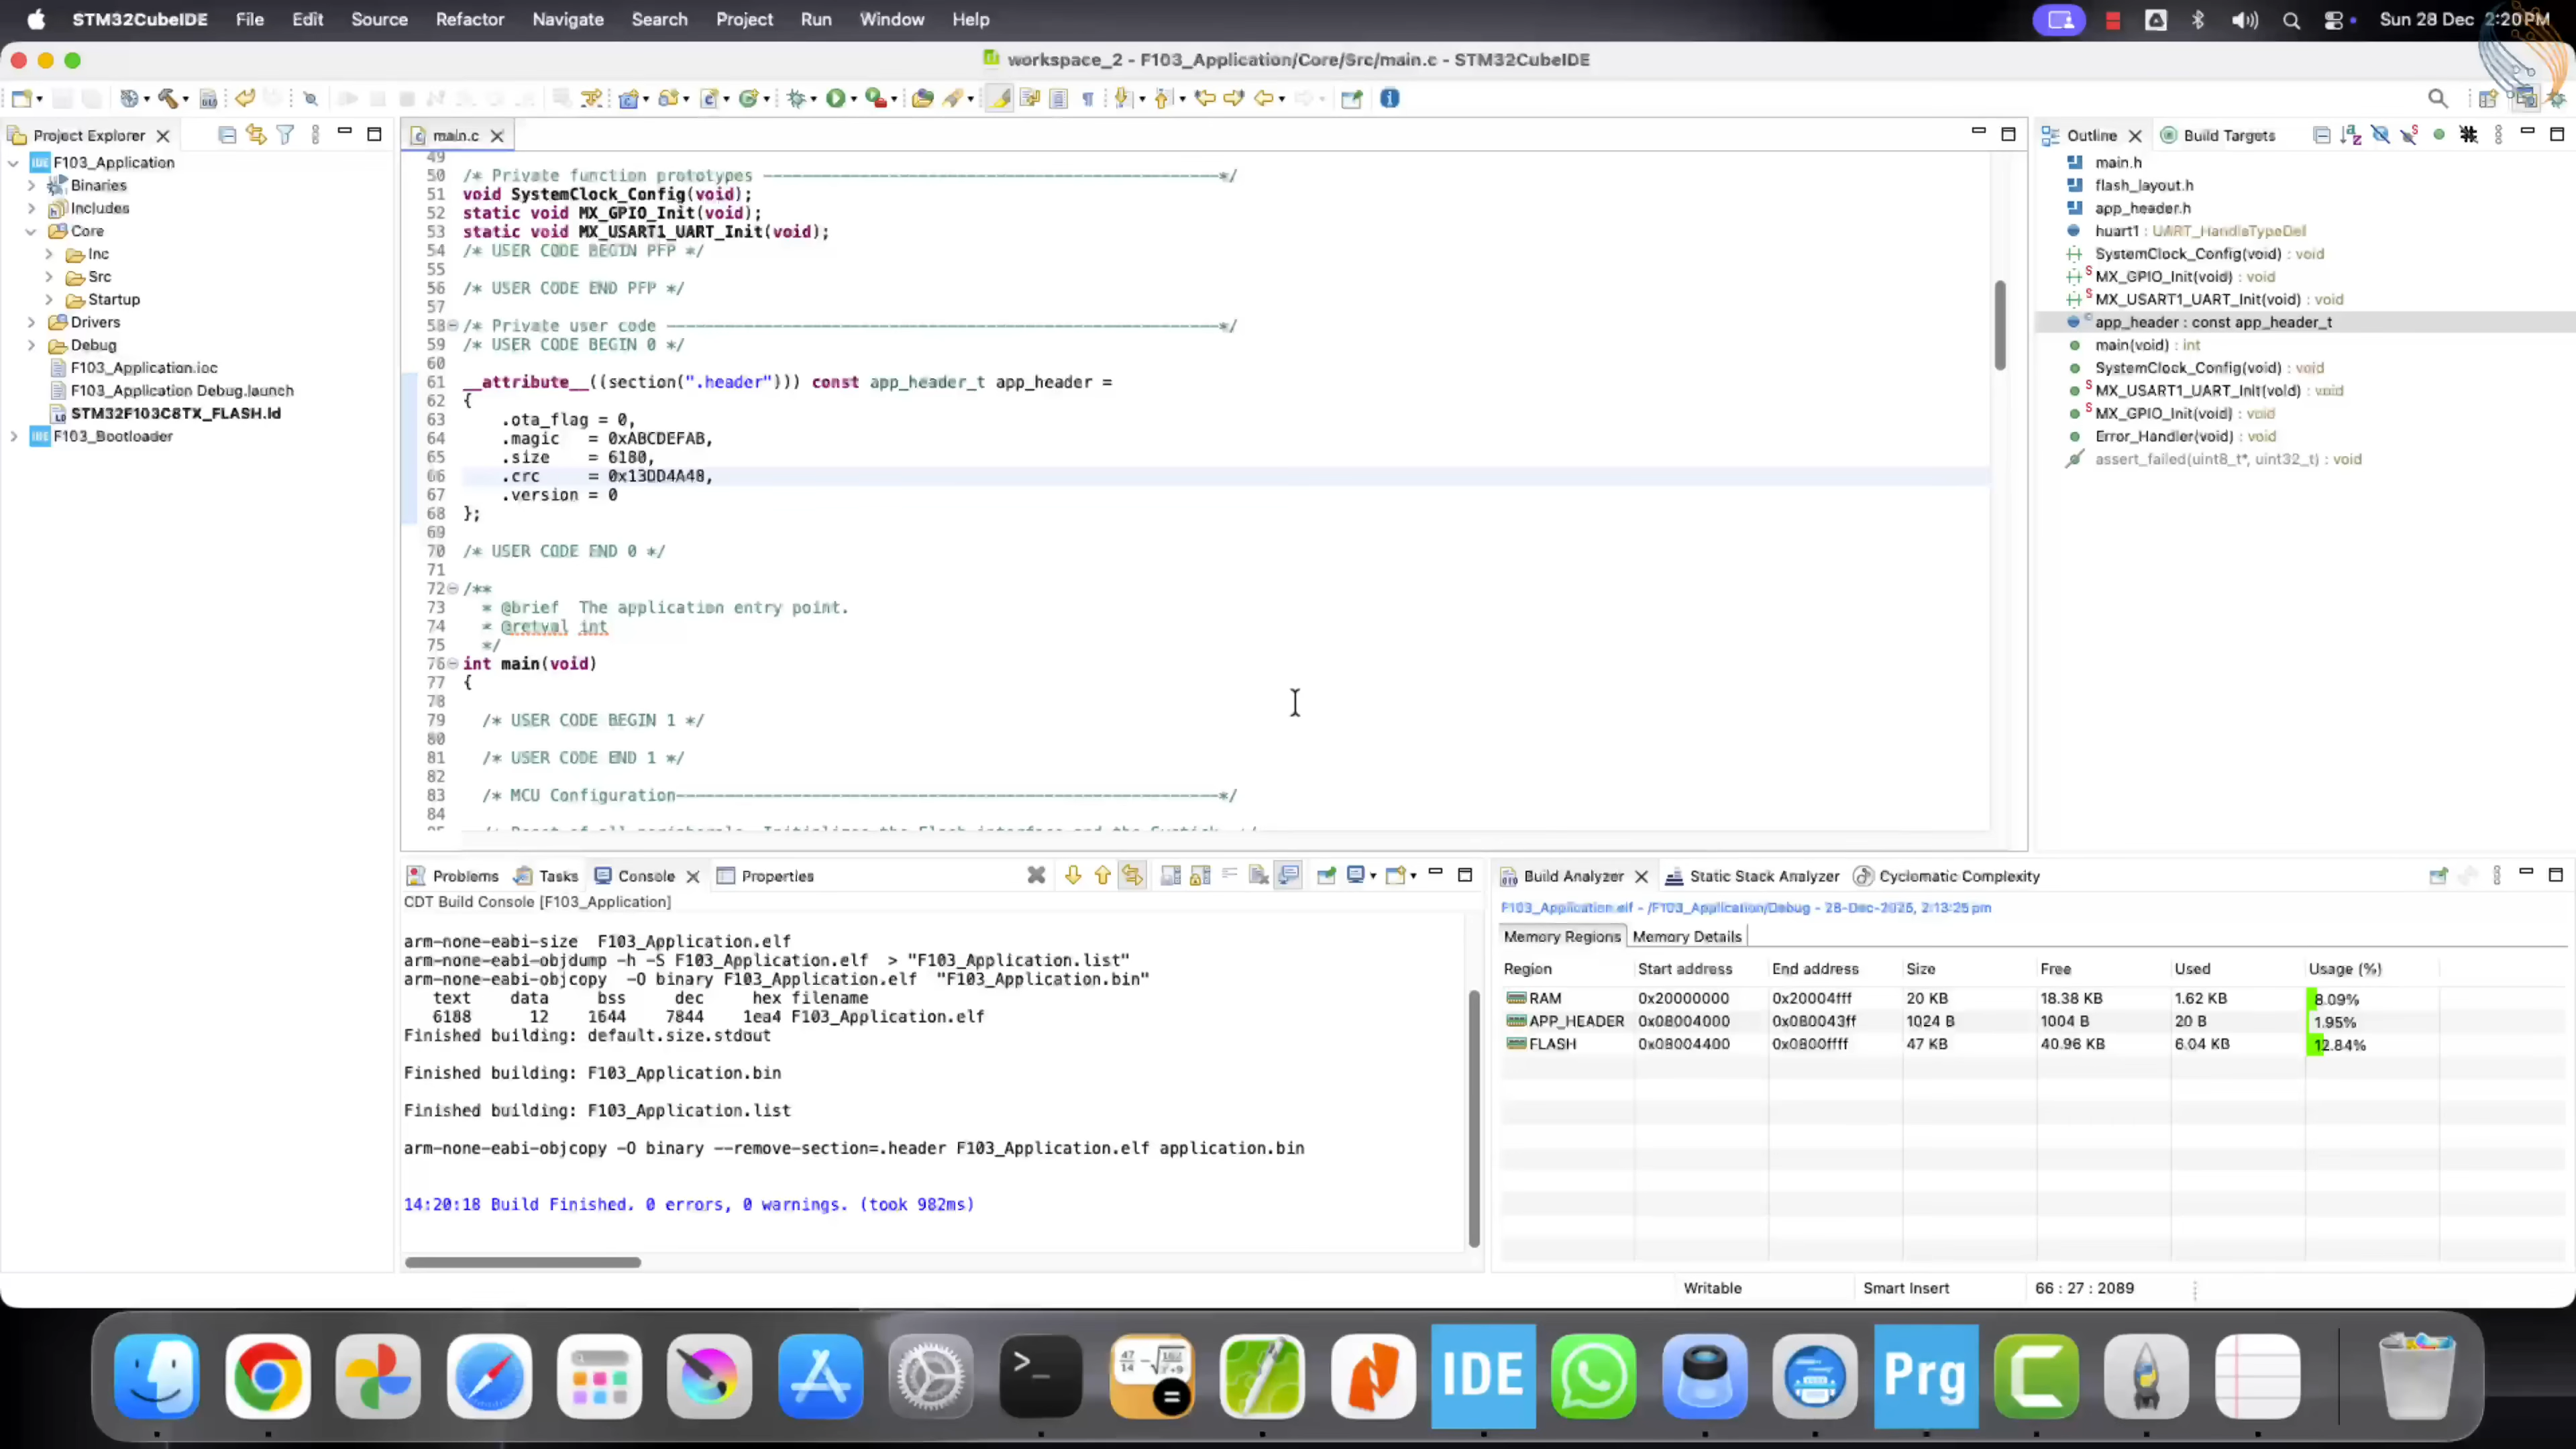 STM32CubeIDE File Edit Source Refactor Navigate Search Project Run Window Help
Sun 28 Dec 2:20PM
workspace_2 - F103_Application/Core/Src/main.c - STM32CubeIDE
Project Explorer
F103_Application
Binaries
Includes
Core
Inc
Src
Startup
Drivers
Debug
F103_Application.ioc
F103_Application Debug.launch
STM32F103C8TX_FLASH.ld
F103_Bootloader
main.c
49
50 /* Private function prototypes -----------------------------------------------*/
51 void SystemClock_Config(void);
52 static void MX_GPIO_Init(void);
53 static void MX_USART1_UART_Init(void);
54 /* USER CODE BEGIN PFP */
55
56 /* USER CODE END PFP */
57
58 /* Private user code ---------------------------------------------------------*/
59 /* USER CODE BEGIN 0 */
60
61 __attribute__((section(".header"))) const app_header_t app_header =
62 {
63 .ota_flag = 0,
64 .magic = 0xABCDEFAB,
65 .size = 6180,
66 .crc = 0x13DD4A48,
67 .version = 0
68 };
69
70 /* USER CODE END 0 */
71
72 /**
73 * @brief The application entry point.
74 * @retval int
75 */
76 int main(void)
77 {
78
79 /* USER CODE BEGIN 1 */
80
81 /* USER CODE END 1 */
82
83 /* MCU Configuration--------------------------------------------------------*/
84
Outline Build Targets
main.h
flash_layout.h
app_header.h
huart1 : UART_HandleTypeDef
SystemClock_Config(void) : void
MX_GPIO_Init(void) : void
MX_USART1_UART_Init(void) : void
app_header : const app_header_t
main(void) : int
SystemClock_Config(void) : void
MX_USART1_UART_Init(void) : void
MX_GPIO_Init(void) : void
Error_Handler(void) : void
assert_failed(uint8_t*, uint32_t) : void
Problems Tasks Console Properties
CDT Build Console [F103_Application]
arm-none-eabi-size F103_Application.elf
arm-none-eabi-objdump -h -S F103_Application.elf > "F103_Application.list"
arm-none-eabi-objcopy -O binary F103_Application.elf "F103_Application.bin"
text data bss dec hex filename
6188 12 1644 7844 1ea4 F103_Application.elf
Finished building: default.size.stdout
Finished building: F103_Application.bin
Finished building: F103_Application.list
arm-none-eabi-objcopy -O binary --remove-section=.header F103_Application.elf application.bin
14:20:18 Build Finished. 0 errors, 0 warnings. (took 982ms)
Build Analyzer Static Stack Analyzer Cyclomatic Complexity
F103_Application.elf - /F103_Application/Debug - 28-Dec-2025, 2:13:25 pm
Memory Regions Memory Details
Region Start address End address Size Free Used Usage (%)
RAM 0x20000000 0x20004fff 20 KB 18.38 KB 1.62 KB 8.09%
APP_HEADER 0x08004000 0x080043ff 1024 B 1004 B 20 B 1.95%
FLASH 0x08004400 0x0800ffff 47 KB 40.96 KB 6.04 KB 12.84%
Writable Smart Insert 66 : 27 : 2089
IDE
Prg